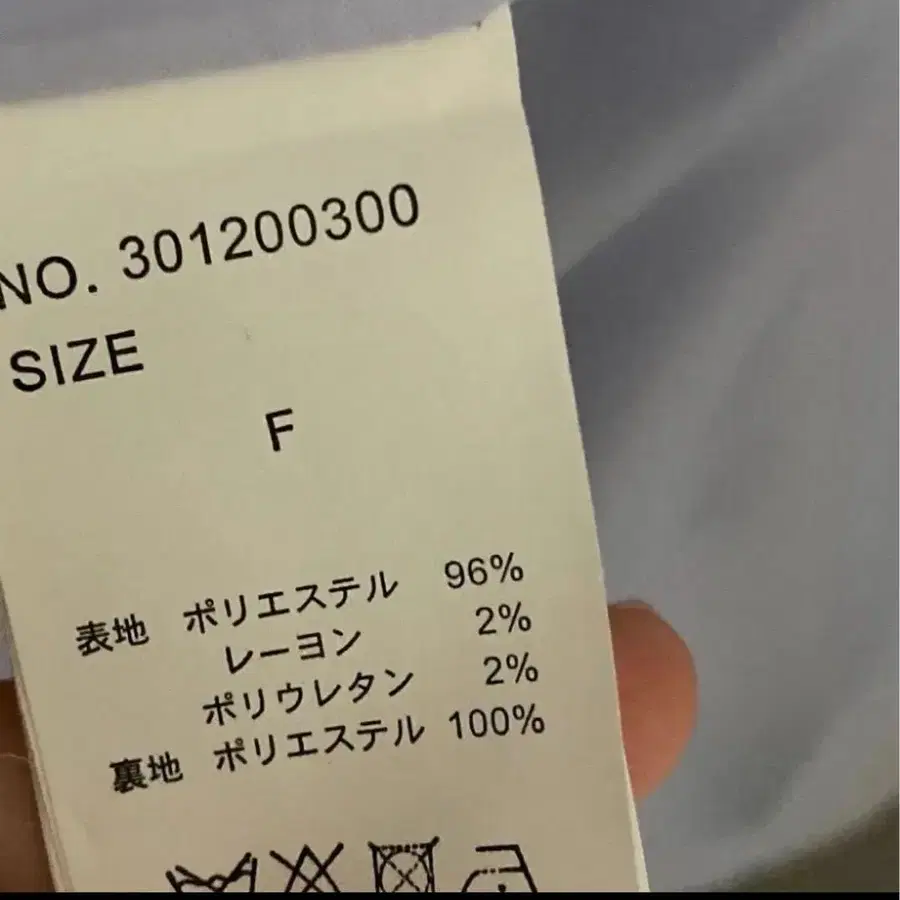 NO. 301200300
SIZE
F
表地 ポリエステル 96%
レーヨン 2%
ポリウレタン 2%
裏地 ポリエステル 100%